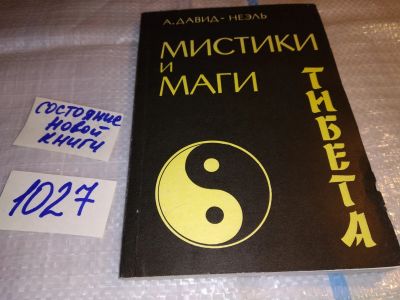 А. ДАВИД-НЕЭЛЬ
МИСТИКИ
И
МАГИ
ТИБЕТА
СОСТОЯНИЕ
НОВОЙ
КНИГИ
1027